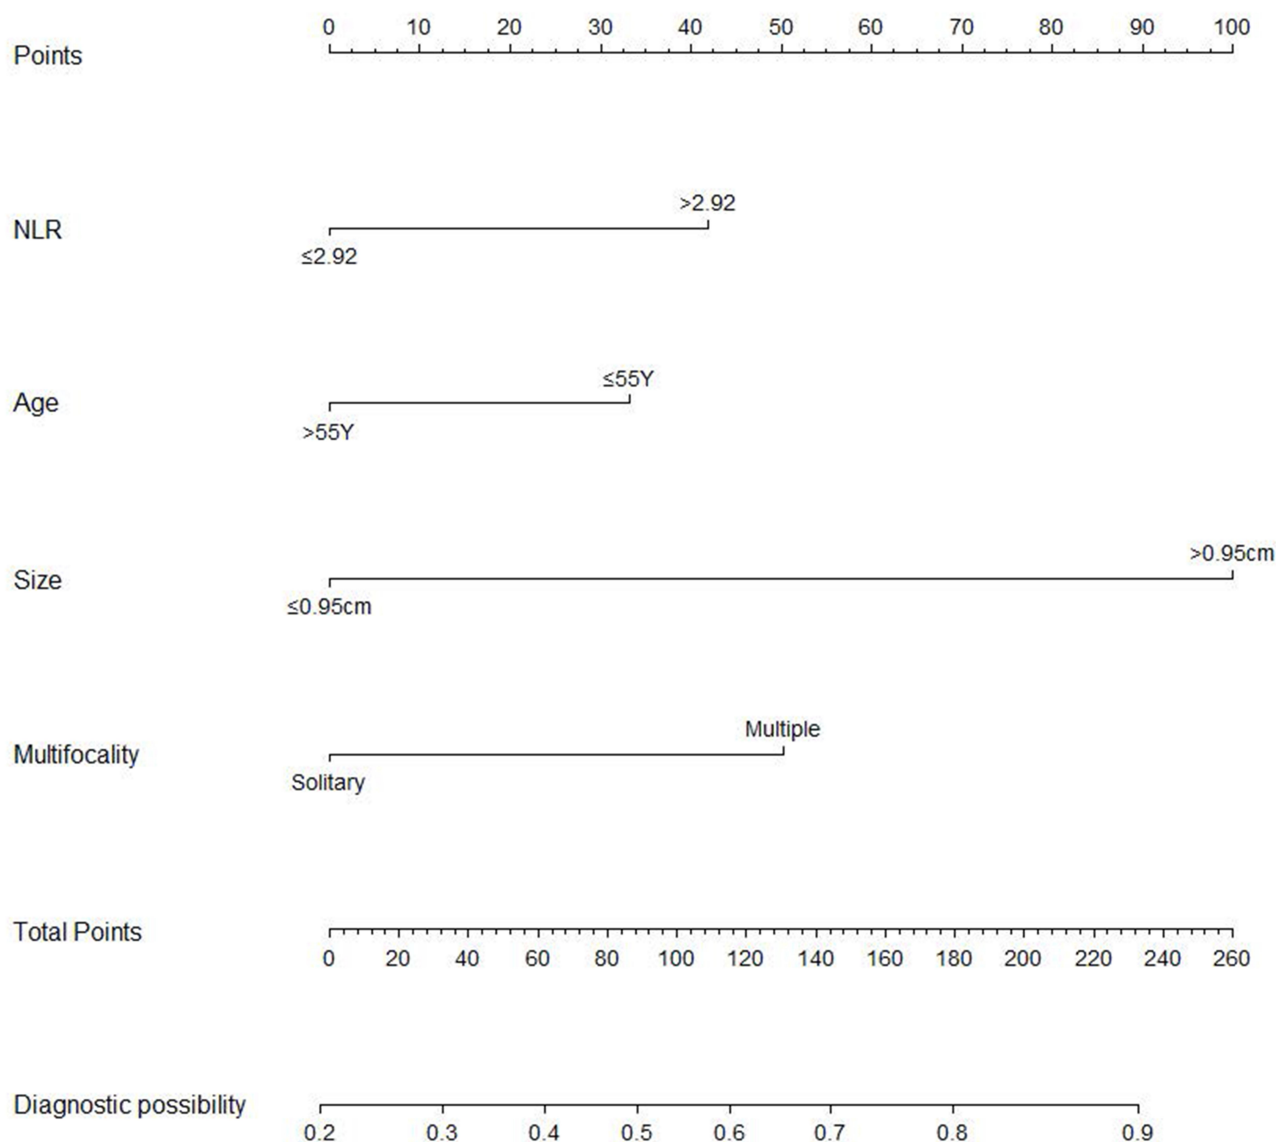 0 10 20 30 40 50 60 70 80 90 100
Points
>2.92
NLR
≤2.92
≤55Y
Age
>55Y
>0.95cm
Size
≤0.95cm
Multiple
Multifocality
Solitary
Total Points
0 20 40 60 80 100 120 140 160 180 200 220 240 260
Diagnostic possibility
0.2 0.3 0.4 0.5 0.6 0.7 0.8 0.9